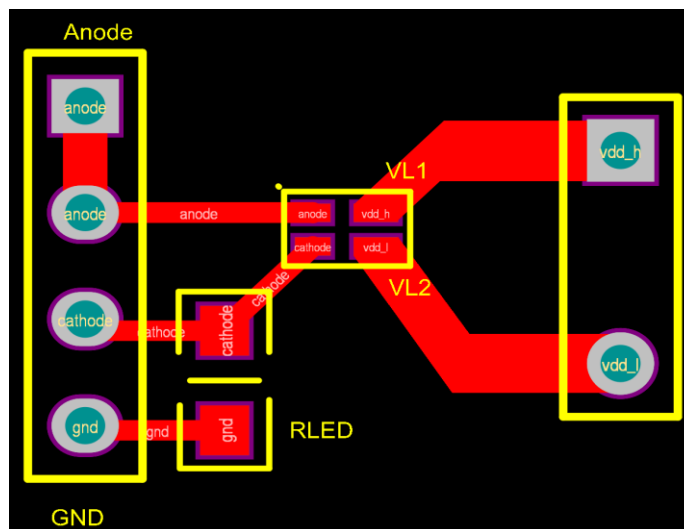 Anode
anode
vdd_h
VL1
anode
anode
anode
vdd_h
cathode
vdd_l
cathode
VL2
cathode
cathode
cathode
vdd_l
gnd
gnd
gnd
RLED
GND